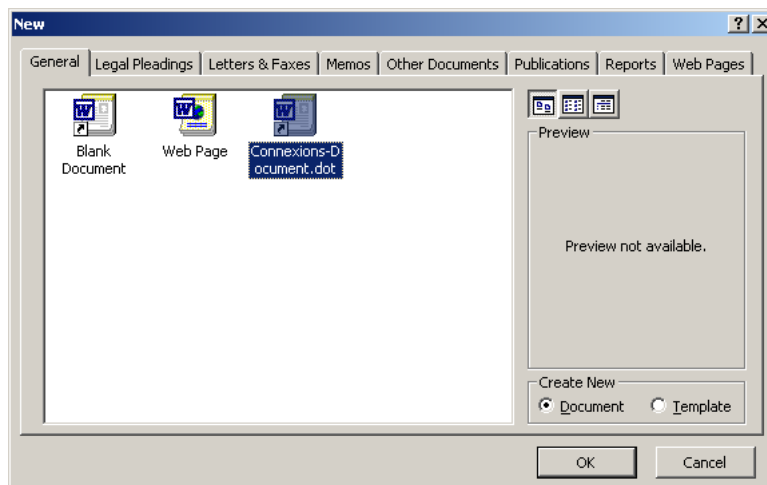 New
General Legal Pleadings Letters & Faxes Memos Other Documents Publications Reports Web Pages
Blank
Document
Web Page
Connexions-D
ocument.dot
Preview
Preview not available.
Create New
Document Template
OK Cancel